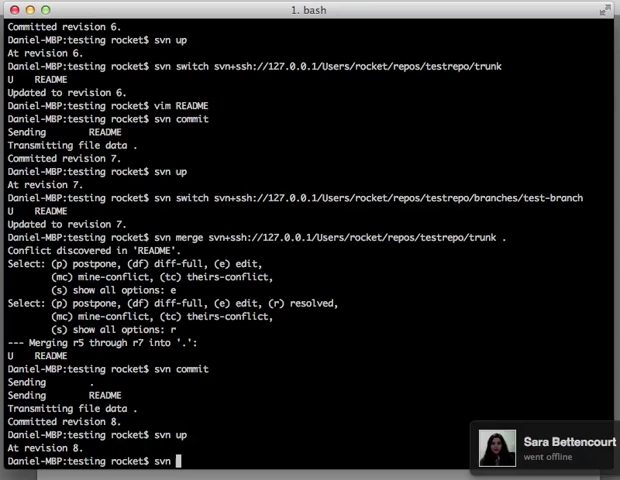 1. bash
Committed revision 6.
Daniel-MBP:testing rocket$ svn up
At revision 6.
Daniel-MBP:testing rocket$ svn switch svn+ssh://127.0.0.1/Users/rocket/repos/testrepo/trunk
U    README
Updated to revision 6.
Daniel-MBP:testing rocket$ vim README
Daniel-MBP:testing rocket$ svn commit
Sending        README
Transmitting file data .
Committed revision 7.
Daniel-MBP:testing rocket$ svn up
At revision 7.
Daniel-MBP:testing rocket$ svn switch svn+ssh://127.0.0.1/Users/rocket/repos/testrepo/branches/test-branch
U    README
Updated to revision 7.
Daniel-MBP:testing rocket$ svn merge svn+ssh://127.0.0.1/Users/rocket/repos/testrepo/trunk .
Conflict discovered in 'README'.
Select: (p) postpone, (df) diff-full, (e) edit,
        (mc) mine-conflict, (tc) theirs-conflict,
        (s) show all options: e
Select: (p) postpone, (df) diff-full, (e) edit, (r) resolved,
        (mc) mine-conflict, (tc) theirs-conflict,
        (s) show all options: r
--- Merging r5 through r7 into '.':
U    README
Daniel-MBP:testing rocket$ svn commit
Sending        .
Sending        README
Transmitting file data .
Committed revision 8.
Daniel-MBP:testing rocket$ svn up
At revision 8.
Daniel-MBP:testing rocket$ svn
Sara Bettencourt
went offline